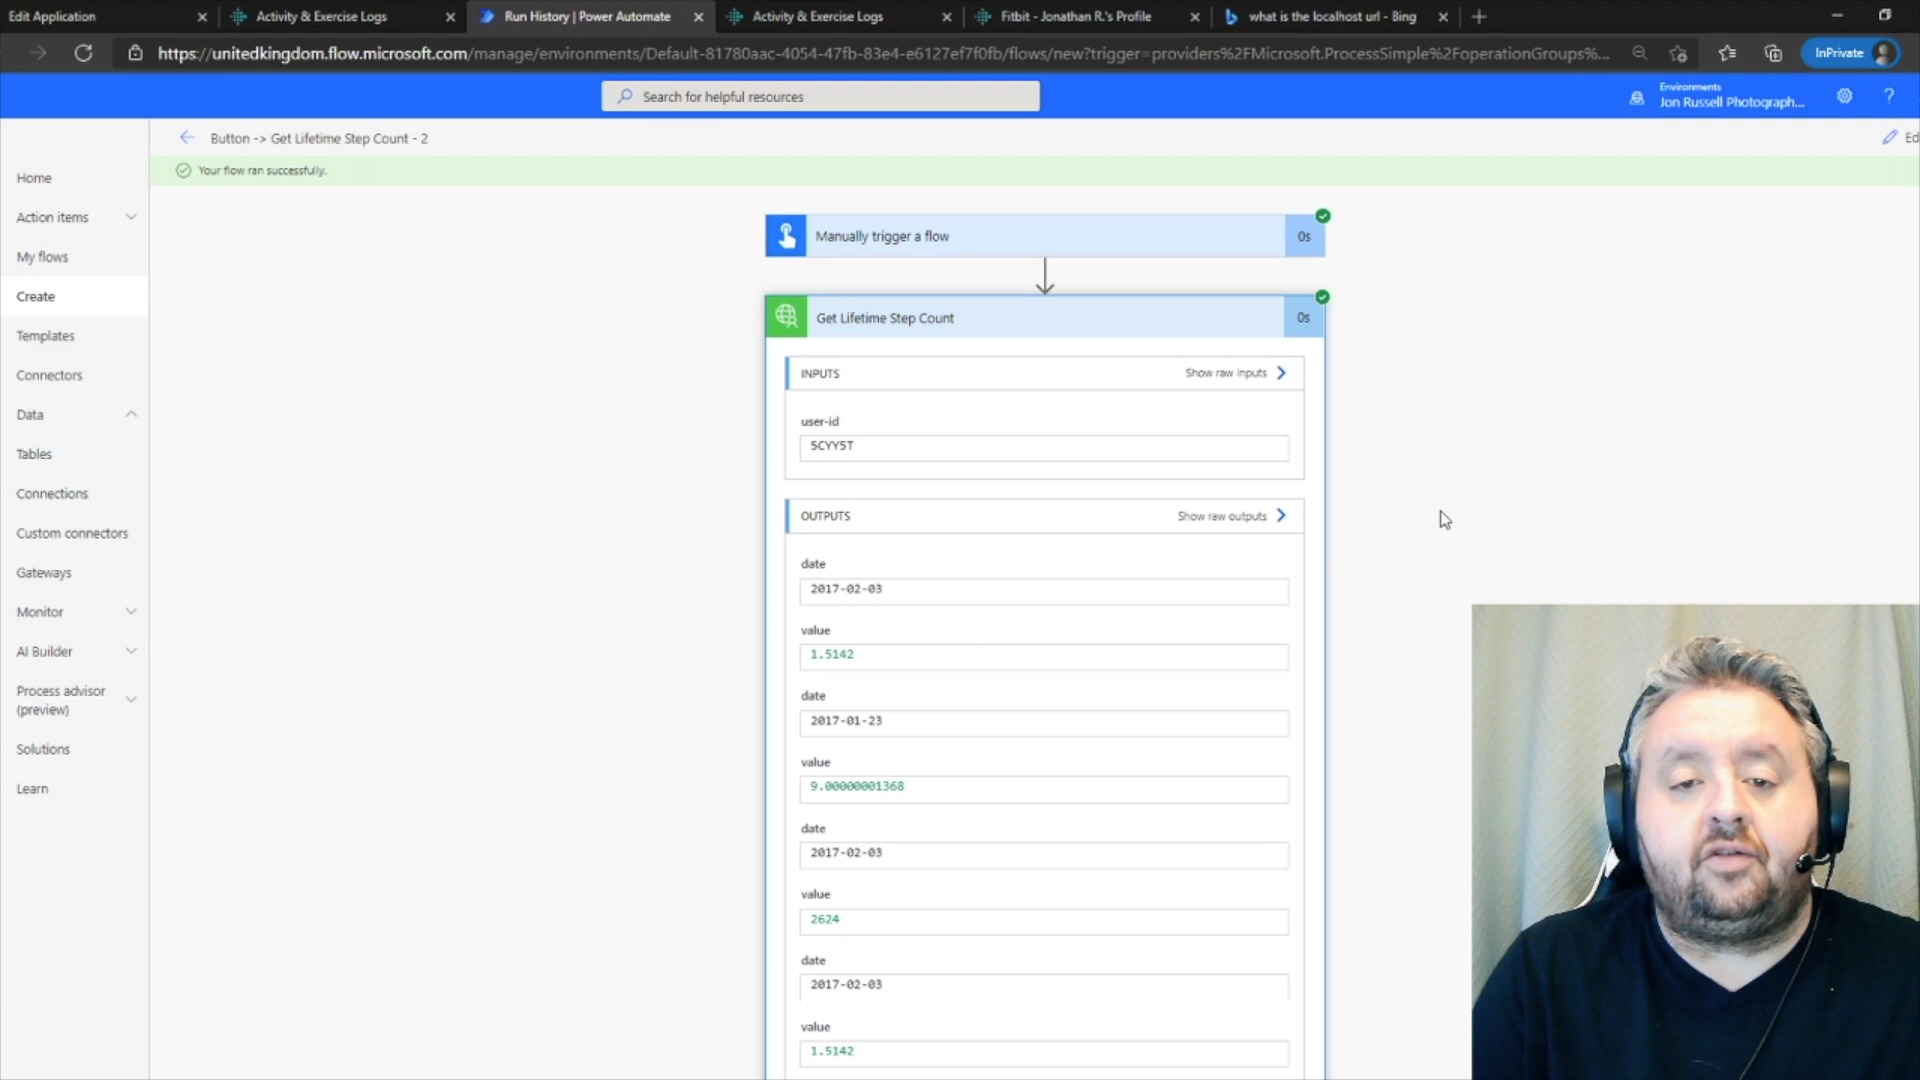 Edit Application
Activity & Exercise Logs
Run History | Power Automate
Activity & Exercise Logs
Fitbit - Jonathan R.'s Profile
what is the localhost url - Bing
https://unitedkingdom.flow.microsoft.com/manage/environments/Default-81780aac-4054-47fb-83e4-e6127ef7f0fb/flows/new?trigger=providers%2FMicrosoft.ProcessSimple%2FoperationGroups%...
InPrivate
Search for helpful resources
Environments
Jon Russell Photograph...
?
Button -> Get Lifetime Step Count - 2
Ed
Your flow ran successfully.
Home
Action items
My flows
Create
Templates
Connectors
Data
Tables
Connections
Custom connectors
Gateways
Monitor
AI Builder
Process advisor
(preview)
Solutions
Learn
Manually trigger a flow
0s
Get Lifetime Step Count
0s
INPUTS
Show raw inputs
user-id
5CYY5T
OUTPUTS
Show raw outputs
date
2017-02-03
value
1.5142
date
2017-01-23
value
9.00000001368
date
2017-02-03
value
2624
date
2017-02-03
value
1.5142